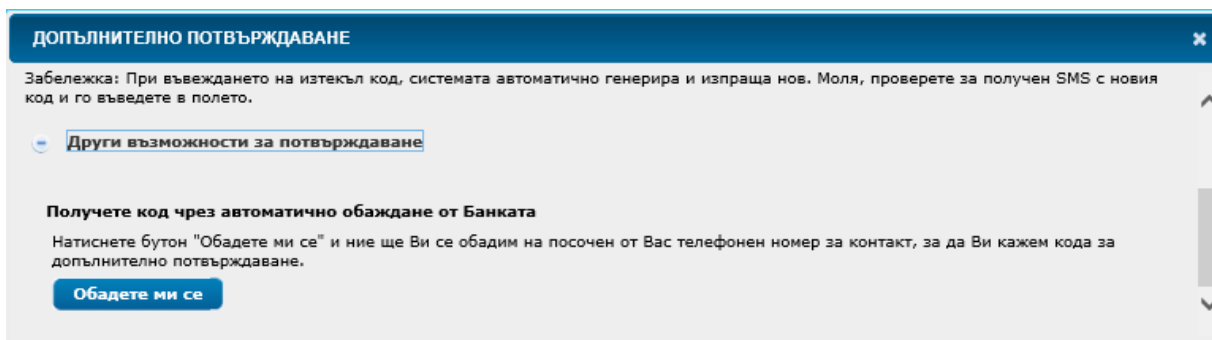 ДОПЪЛНИТЕЛНО ПОТВЪРЖДАВАНЕ
Забележка: При въвеждането на изтекъл код, системата автоматично генерира и изпраща нов. Моля, проверете за получен SMS с новия
код и го въведете в полето.
Други възможности за потвърждаване
Получете код чрез автоматично обаждане от Банката
Натиснете бутон "Обадете ми се" и ние ще Ви се обадим на посочен от Вас телефонен номер за контакт, за да Ви кажем кода за
допълнително потвърждаване.
Обадете ми се